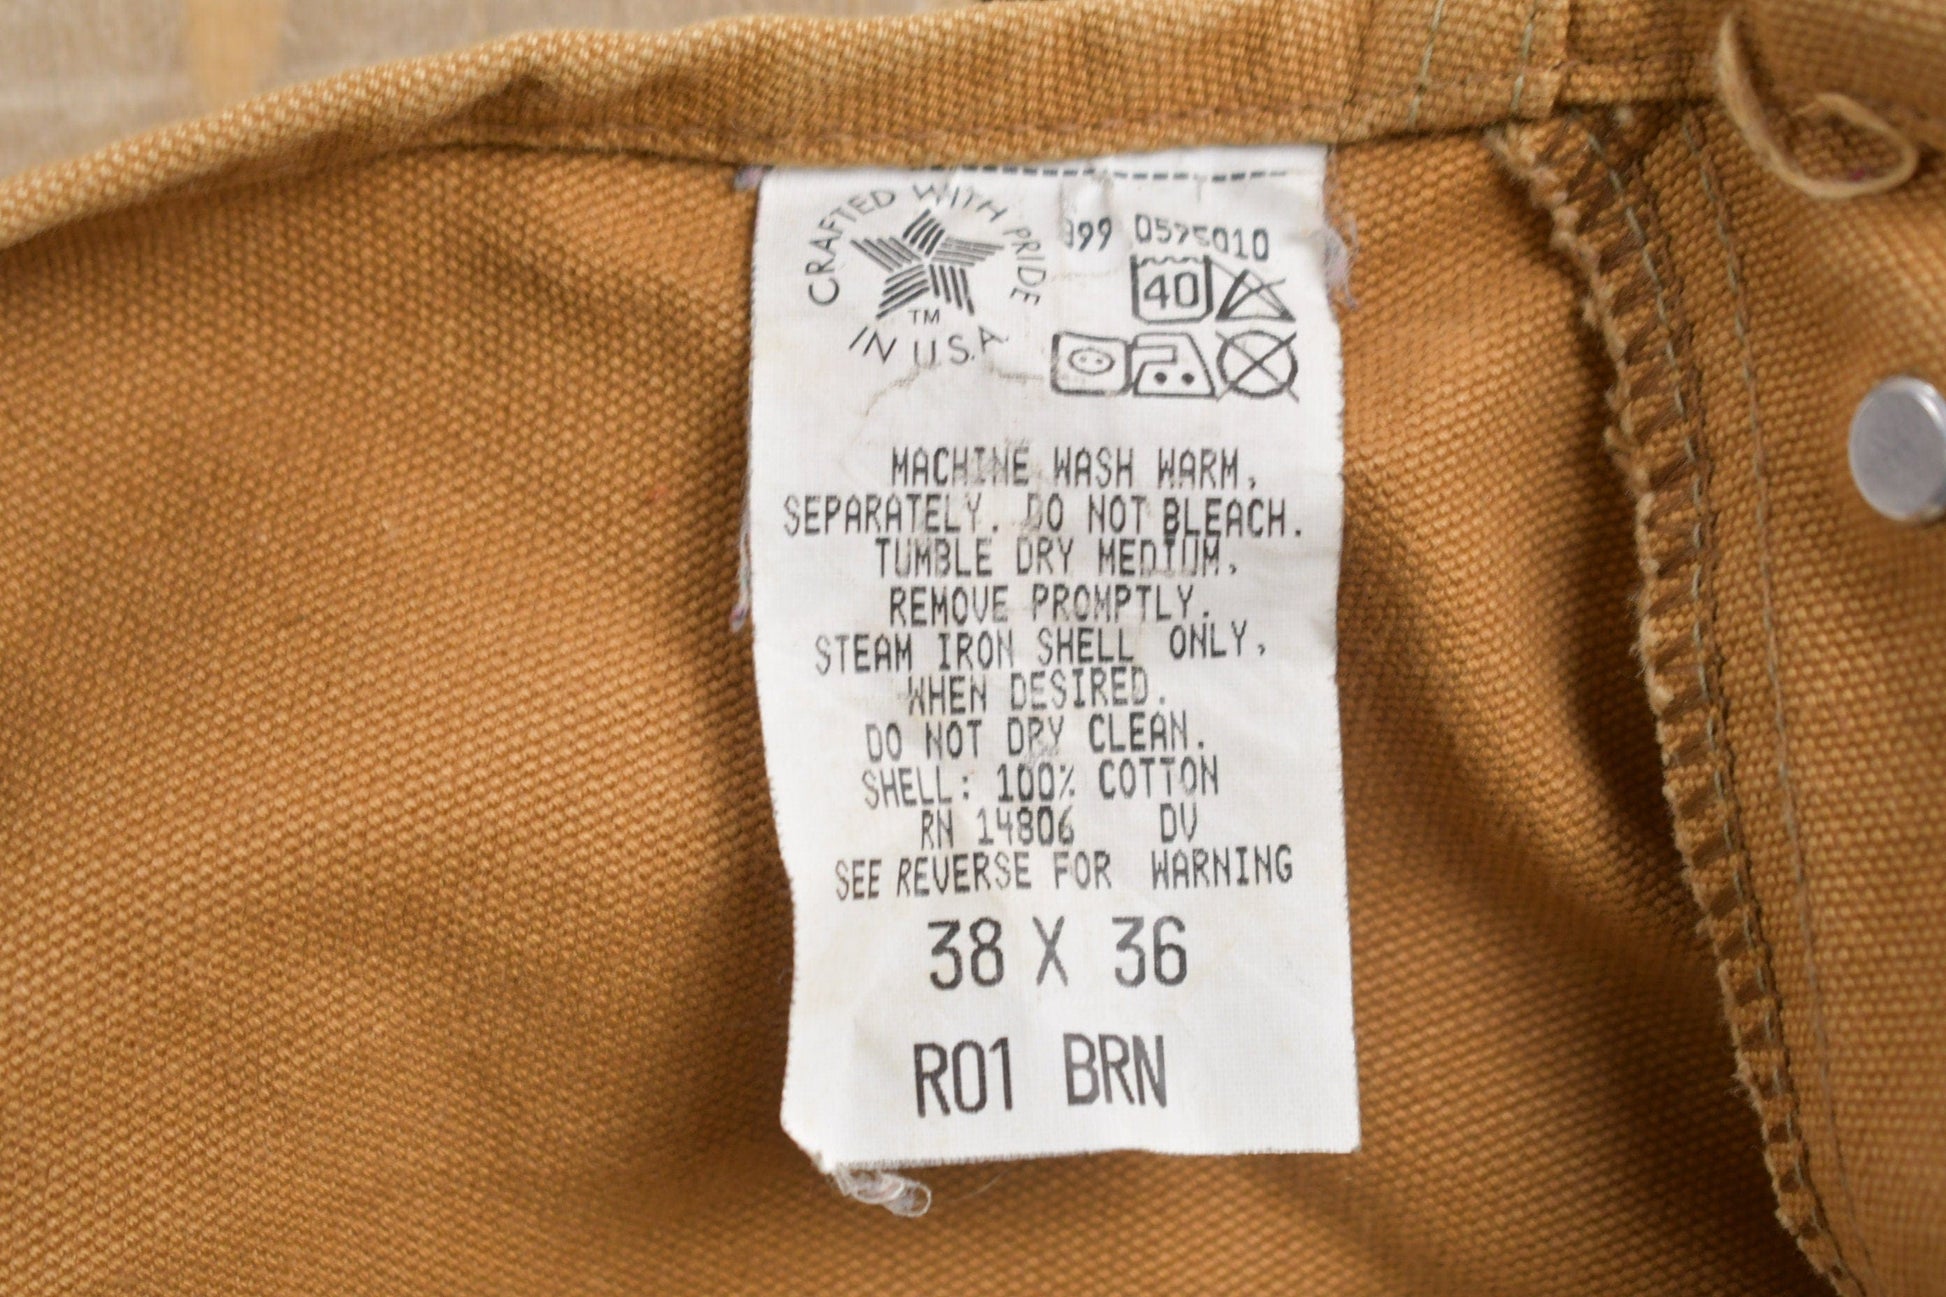 CRAFTED WITH PRIDE
TM
IN U.S.A
99
40
MACHINE WASH WARM,
SEPARATELY. DO NOT BLEACH.
TUMBLE DRY MEDIUM,
REMOVE PROMPTLY.
STEAM IRON SHELL ONLY,
WHEN DESIRED.
DO NOT DRY CLEAN.
SHELL: 100% COTTON
RN 14806 DV
SEE REVERSE FOR WARNING
38 X 36
R01 BRN